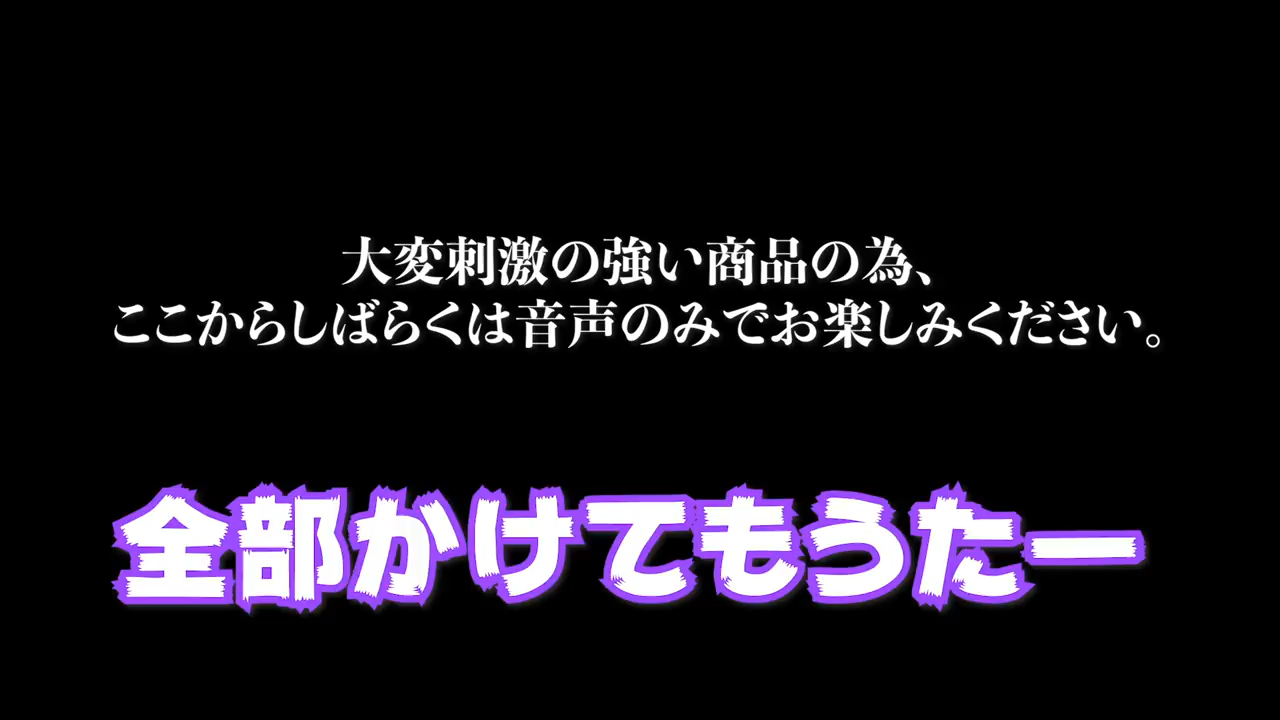 大変刺激の強い商品の為、
ここからしばらくは音声のみでお楽しみください。
全部かけてもうたー